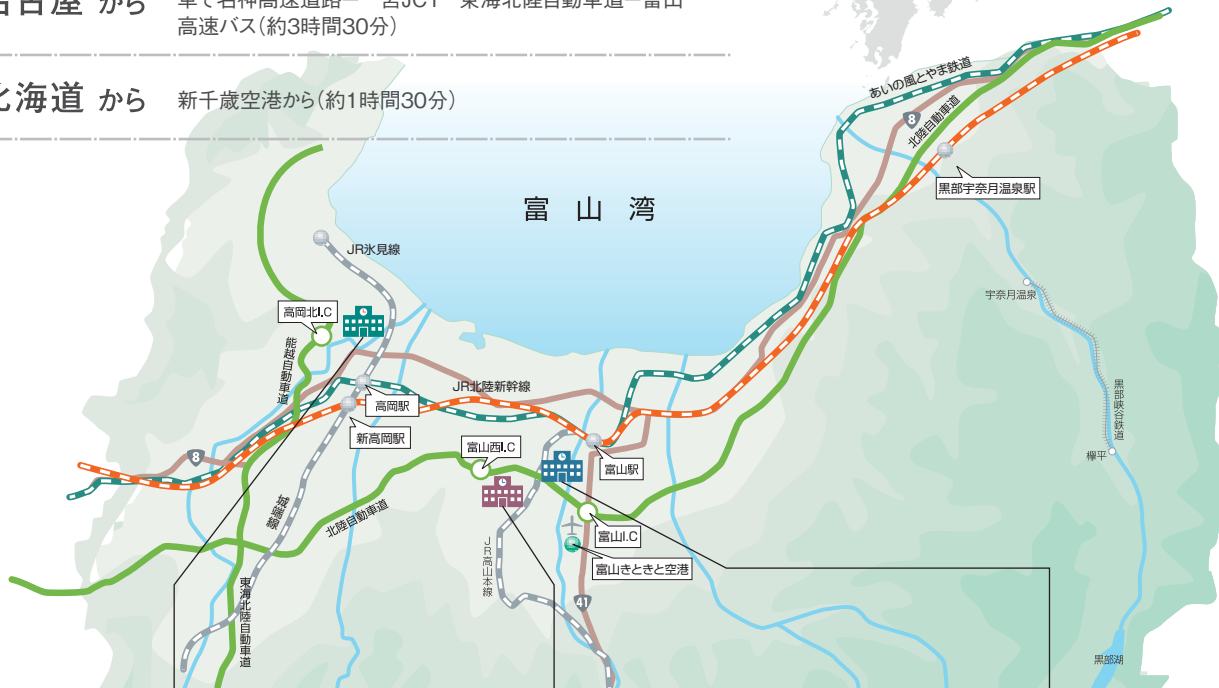 名古屋 から
高速バス(約3時間30分)
北海道 から
新千歳空港から(約1時間30分)
あいの風とやま鉄道
8
北陸自動車道
黒部宇奈月温泉駅
富山湾
JR氷見線
宇奈月温泉
高岡北I.C
能越自動車道
JR北陸新幹線
高岡駅
黒部峡谷鉄道
新高岡駅
富山西I.C
欅平
8
富山駅
城端線
北陸自動車道
富山I.C
JR高山本線
富山きときと空港
東海北陸自動車道
41
黒部湖